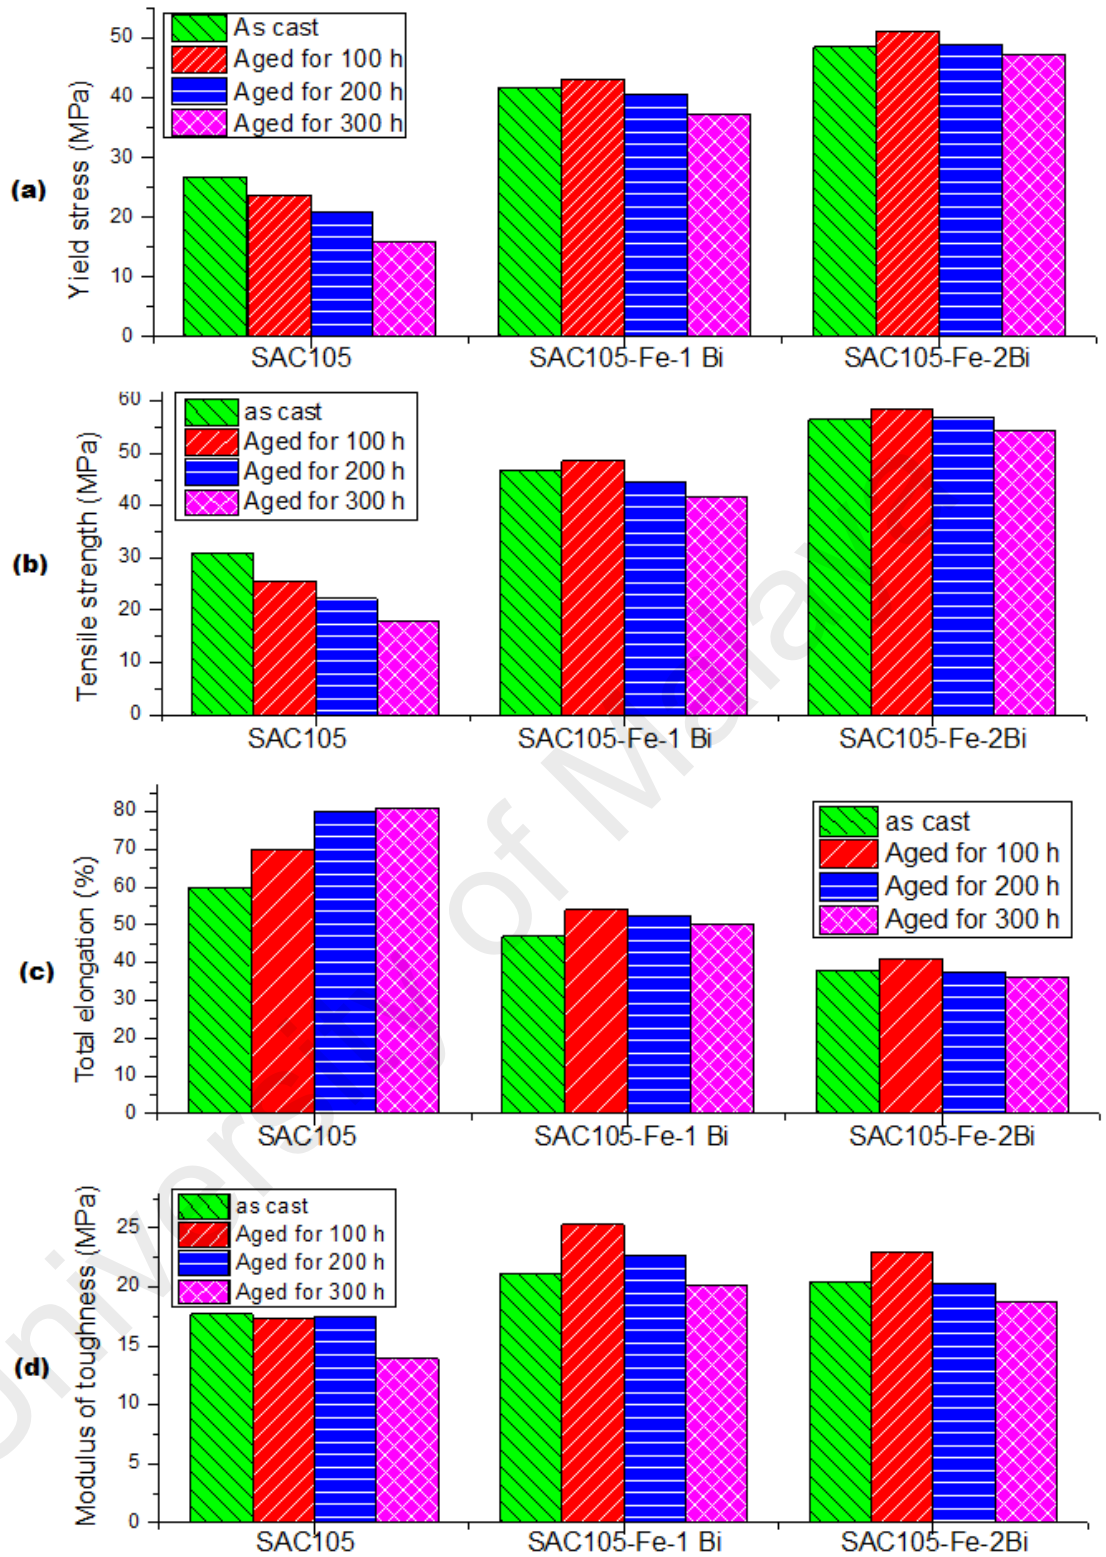 (a)
Yield stress (MPa)
50
40
30
20
10
0
As cast
Aged for 100 h
Aged for 200 h
Aged for 300 h
SAC105
SAC105-Fe-1 Bi
SAC105-Fe-2Bi
(b)
Tensile strength (MPa)
60
50
40
30
20
10
0
as cast
Aged for 100 h
Aged for 200 h
Aged for 300 h
SAC105
SAC105-Fe-1 Bi
SAC105-Fe-2Bi
(c)
Total elongation (%)
80
70
60
50
40
30
20
10
0
as cast
Aged for 100 h
Aged for 200 h
Aged for 300 h
SAC105
SAC105-Fe-1 Bi
SAC105-Fe-2Bi
(d)
Modulus of toughness (MPa)
25
20
15
10
5
0
as cast
Aged for 100 h
Aged for 200 h
Aged for 300 h
SAC105
SAC105-Fe-1 Bi
SAC105-Fe-2Bi